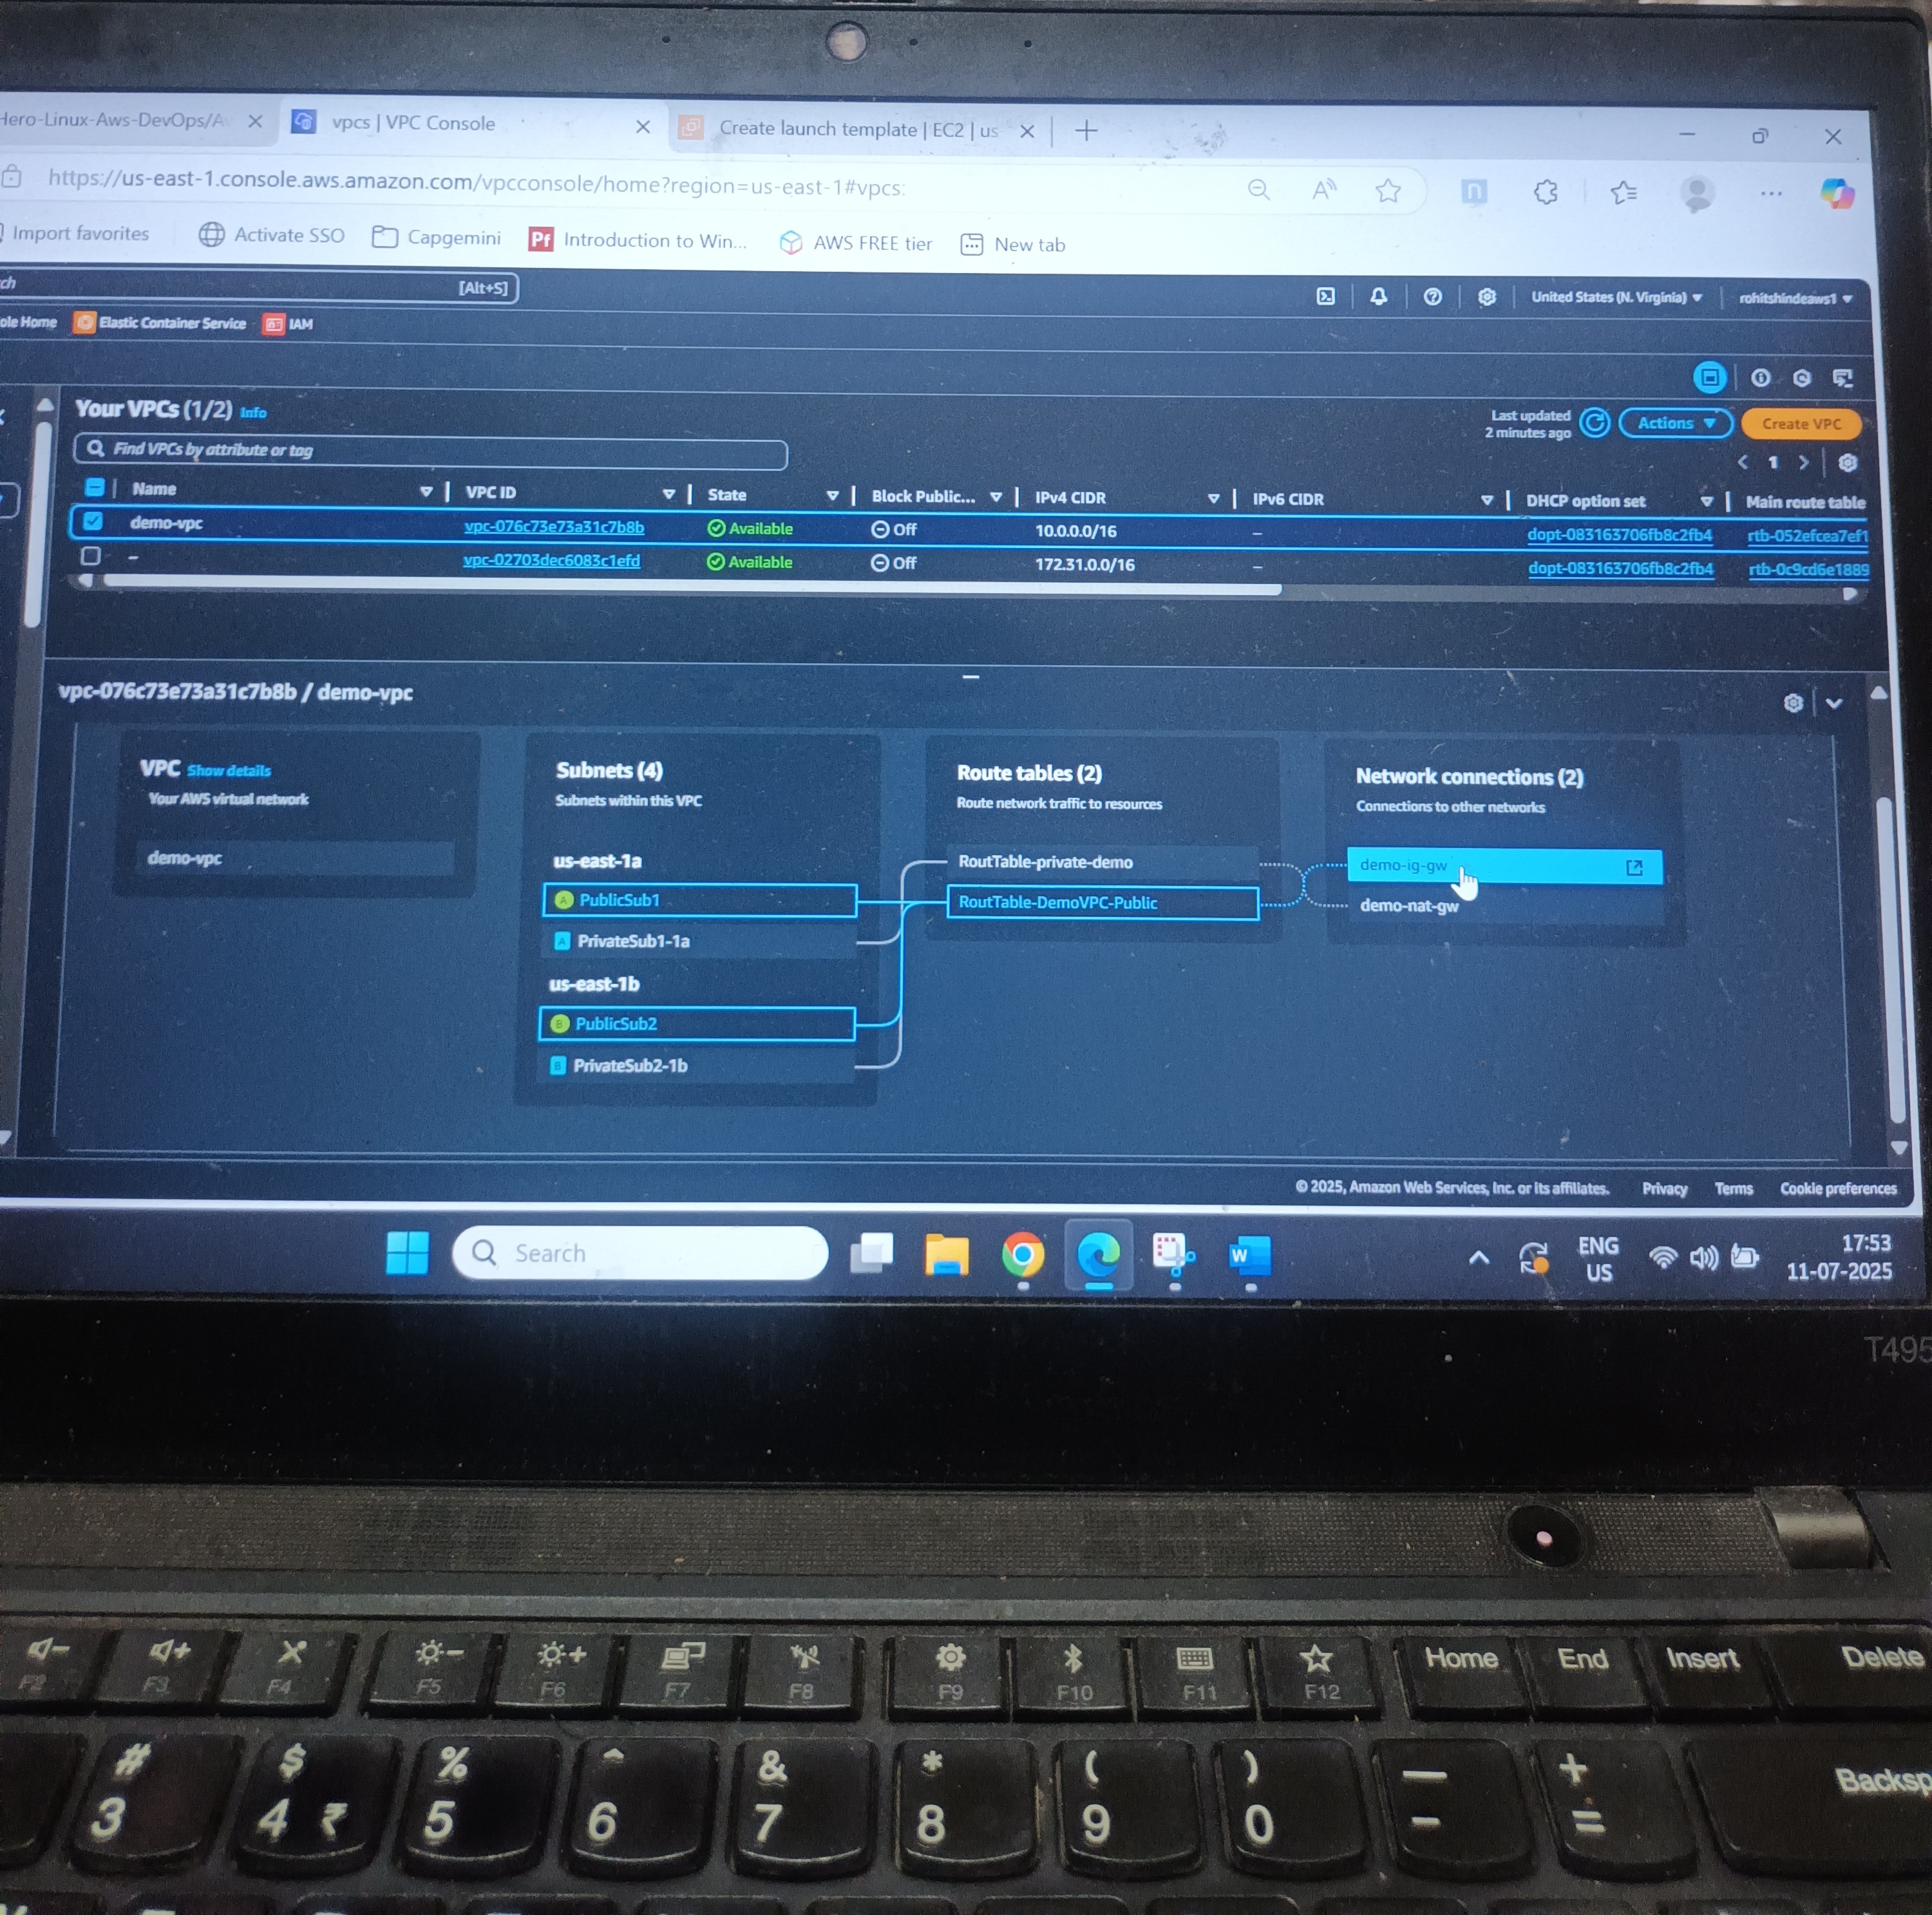 Hero-Linux-Aws-DevOps/A
vpcs | VPC Console
Create launch template | EC2 | us
https://us-east-1.console.aws.amazon.com/vpcconsole/home?region=us-east-1#vpcs:
Import favorites
Activate SSO
Capgemini
Introduction to Win...
AWS FREE tier
New tab
ch
[Alt+S]
United States (N. Virginia)
rohitshindeaws1
ole Home
Elastic Container Service
IAM
Your VPCs (1/2) Info
Last updated
2 minutes ago
Actions
Create VPC
Find VPCs by attribute or tag
1
Name VPC ID State Block Public... IPv4 CIDR IPv6 CIDR DHCP option set Main route table
demo-vpc vpc-076c73e73a31c7b8b Available Off 10.0.0.0/16 – dopt-083163706fb8c2fb4 rtb-052efcea7ef1
– vpc-02703dec6083c1efd Available Off 172.31.0.0/16 – dopt-083163706fb8c2fb4 rtb-0c9cd6e1889
vpc-076c73e73a31c7b8b / demo-vpc
VPC Show details
Your AWS virtual network
demo-vpc
Subnets (4)
Subnets within this VPC
us-east-1a
A PublicSub1
A PrivateSub1-1a
us-east-1b
B PublicSub2
B PrivateSub2-1b
Route tables (2)
Route network traffic to resources
RoutTable-private-demo
RoutTable-DemoVPC-Public
Network connections (2)
Connections to other networks
demo-ig-gw
demo-nat-gw
© 2025, Amazon Web Services, Inc. or its affiliates. Privacy Terms Cookie preferences
Search
ENG
US
17:53
11-07-2025
T495
F2 F3 F4 F5 F6 F7 F8 F9 F10 F11 F12 Home End Insert Delete
# $ % ^ & * ( ) — +
3 4 ₹ 5 6 7 8 9 0 - = Backsp